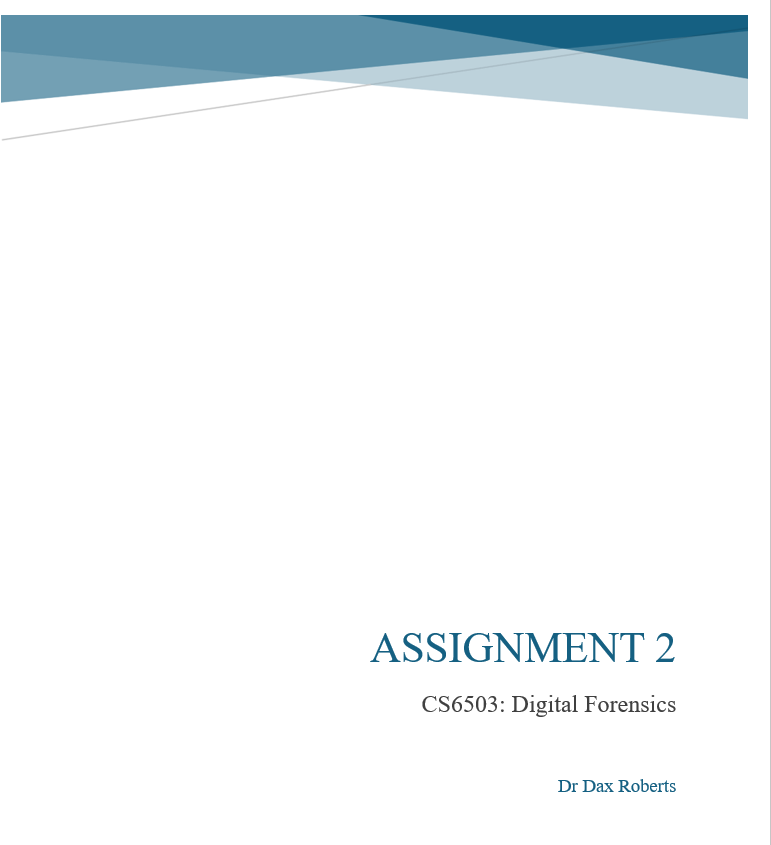 ASSIGNMENT 2
CS6503: Digital Forensics
Dr Dax Roberts